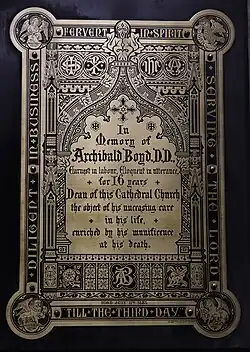 FERVENT IN SPIRIT
DILIGENT IN BUSINESS
SERVING THE LORD
In
Memory of
Archibald Boyd, D.D.,
Earnest in labour, Eloquent in utterance,
for 16 years
Dean of this Cathedral Church
the object of his unceasing care
in his life,
enriched by his munificence
at his death.
AB
TILL THE THIRD DAY